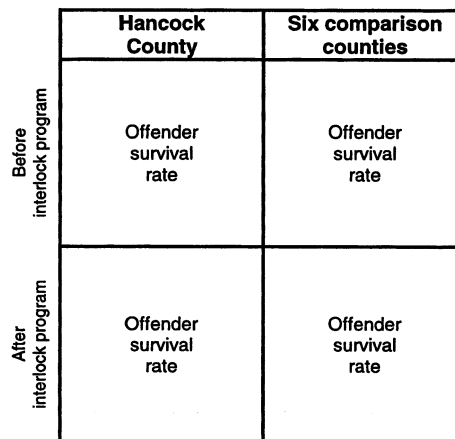 Hancock
County
Six comparison
counties
Before
interlock program
Offender
survival
rate
Offender
survival
rate
After
interlock program
Offender
survival
rate
Offender
survival
rate